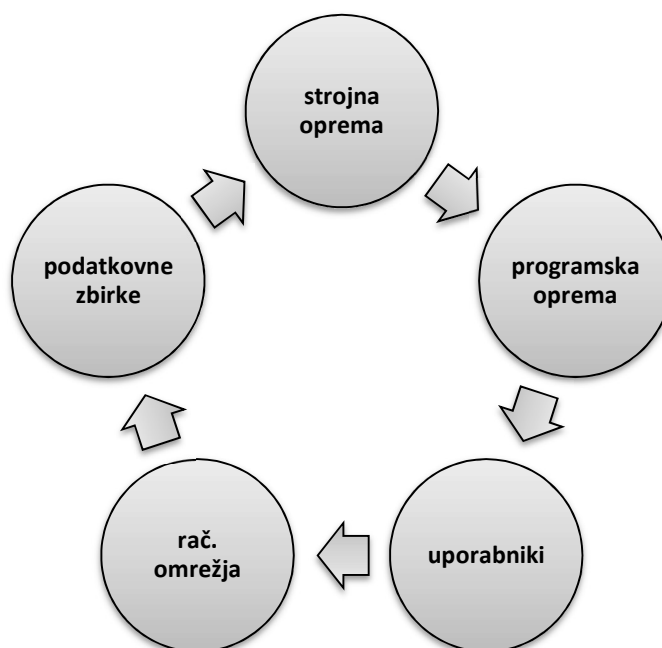 strojna
oprema
programska
oprema
uporabniki
rač.
omrežja
podatkovne
zbirke